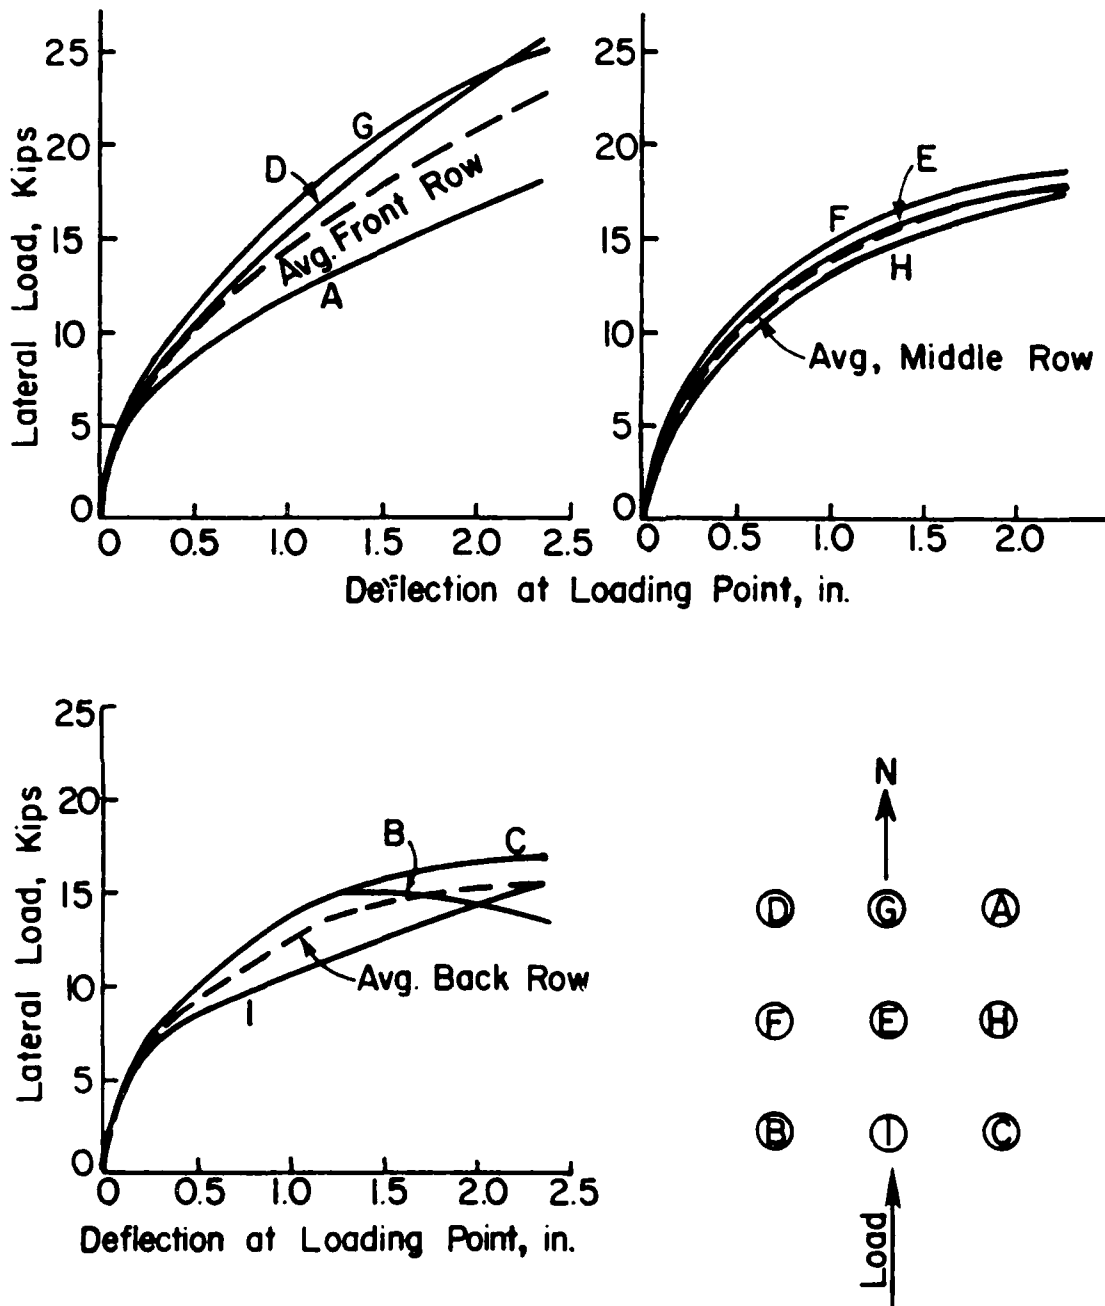 25
20
15
10
5
0
Lateral Load, Kips
G
D
Avg. Front Row
A
0 0.5 1.0 1.5 2.0 2.5
25
20
15
10
5
0
E
F
H
Avg, Middle Row
0 0.5 1.0 1.5 2.0
Deflection at Loading Point, in.
25
20
15
10
5
0
Lateral Load, Kips
B
C
Avg. Back Row
I
0 0.5 1.0 1.5 2.0 2.5
Deflection at Loading Point, in.
N
D G A
F E H
B I C
Load